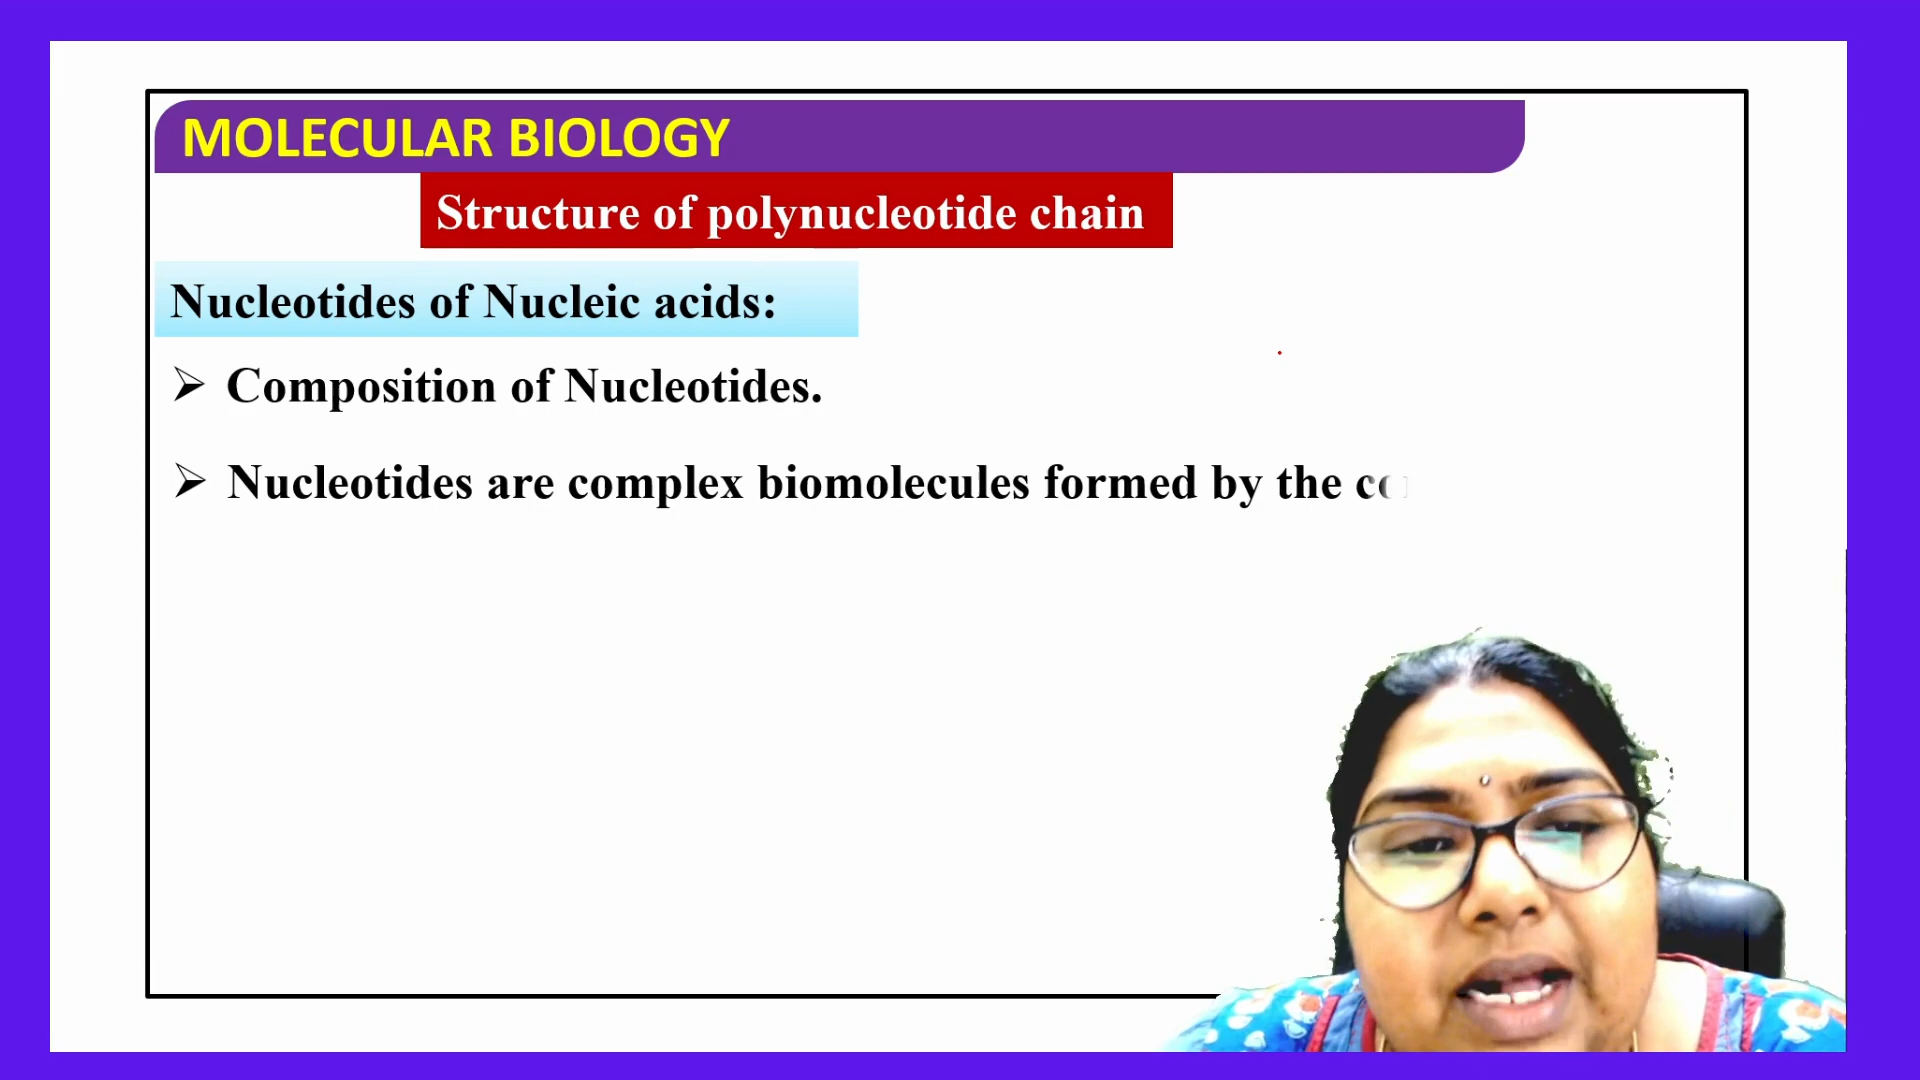 MOLECULAR BIOLOGY
Structure of polynucleotide chain
Nucleotides of Nucleic acids:
➢ Composition of Nucleotides.
➢ Nucleotides are complex biomolecules formed by the